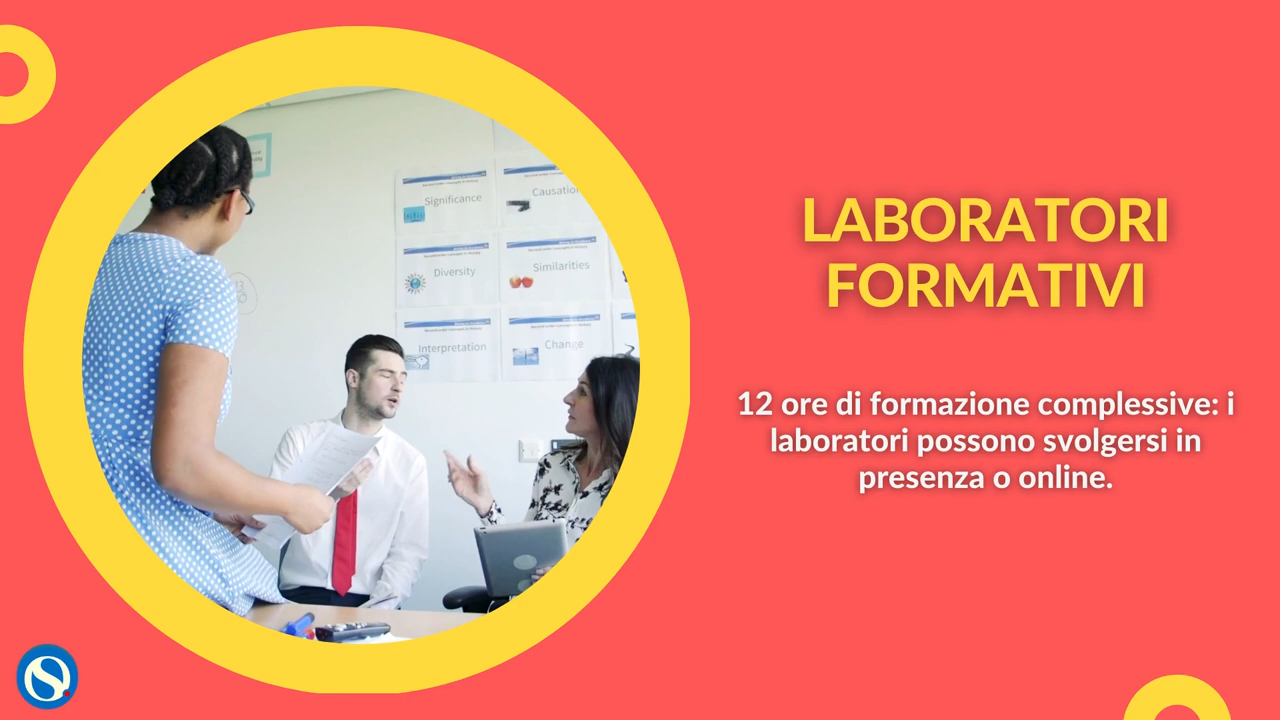 LABORATORI
FORMATIVI
12 ore di formazione complessive: i
laboratori possono svolgersi in
presenza o online.
Significance
Causation
Diversity
Similarities
Interpretation
Change